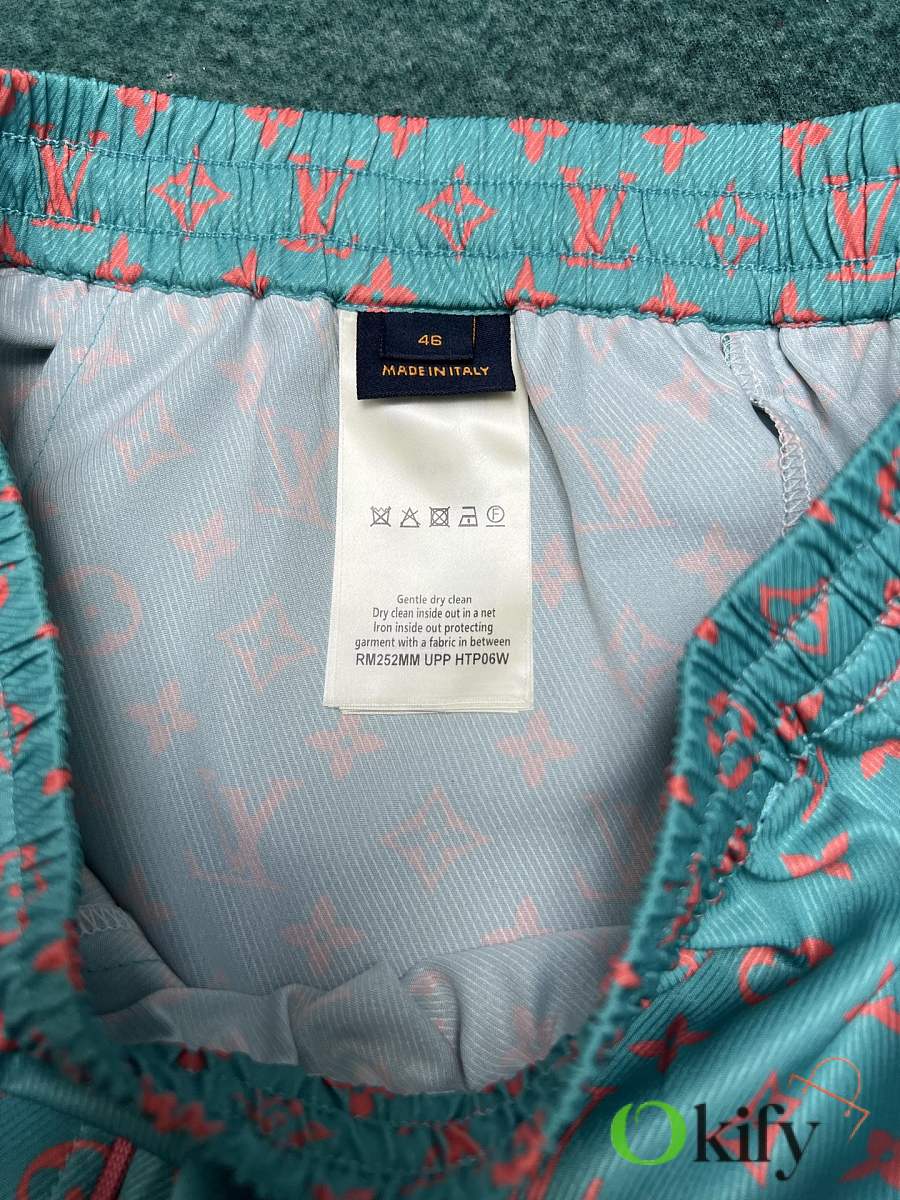 46
MADE IN ITALY
Gentle dry clean
Dry clean inside out in a net
Iron inside out protecting
garment with a fabric in between
RM252MM UPP HTP06W
Okify